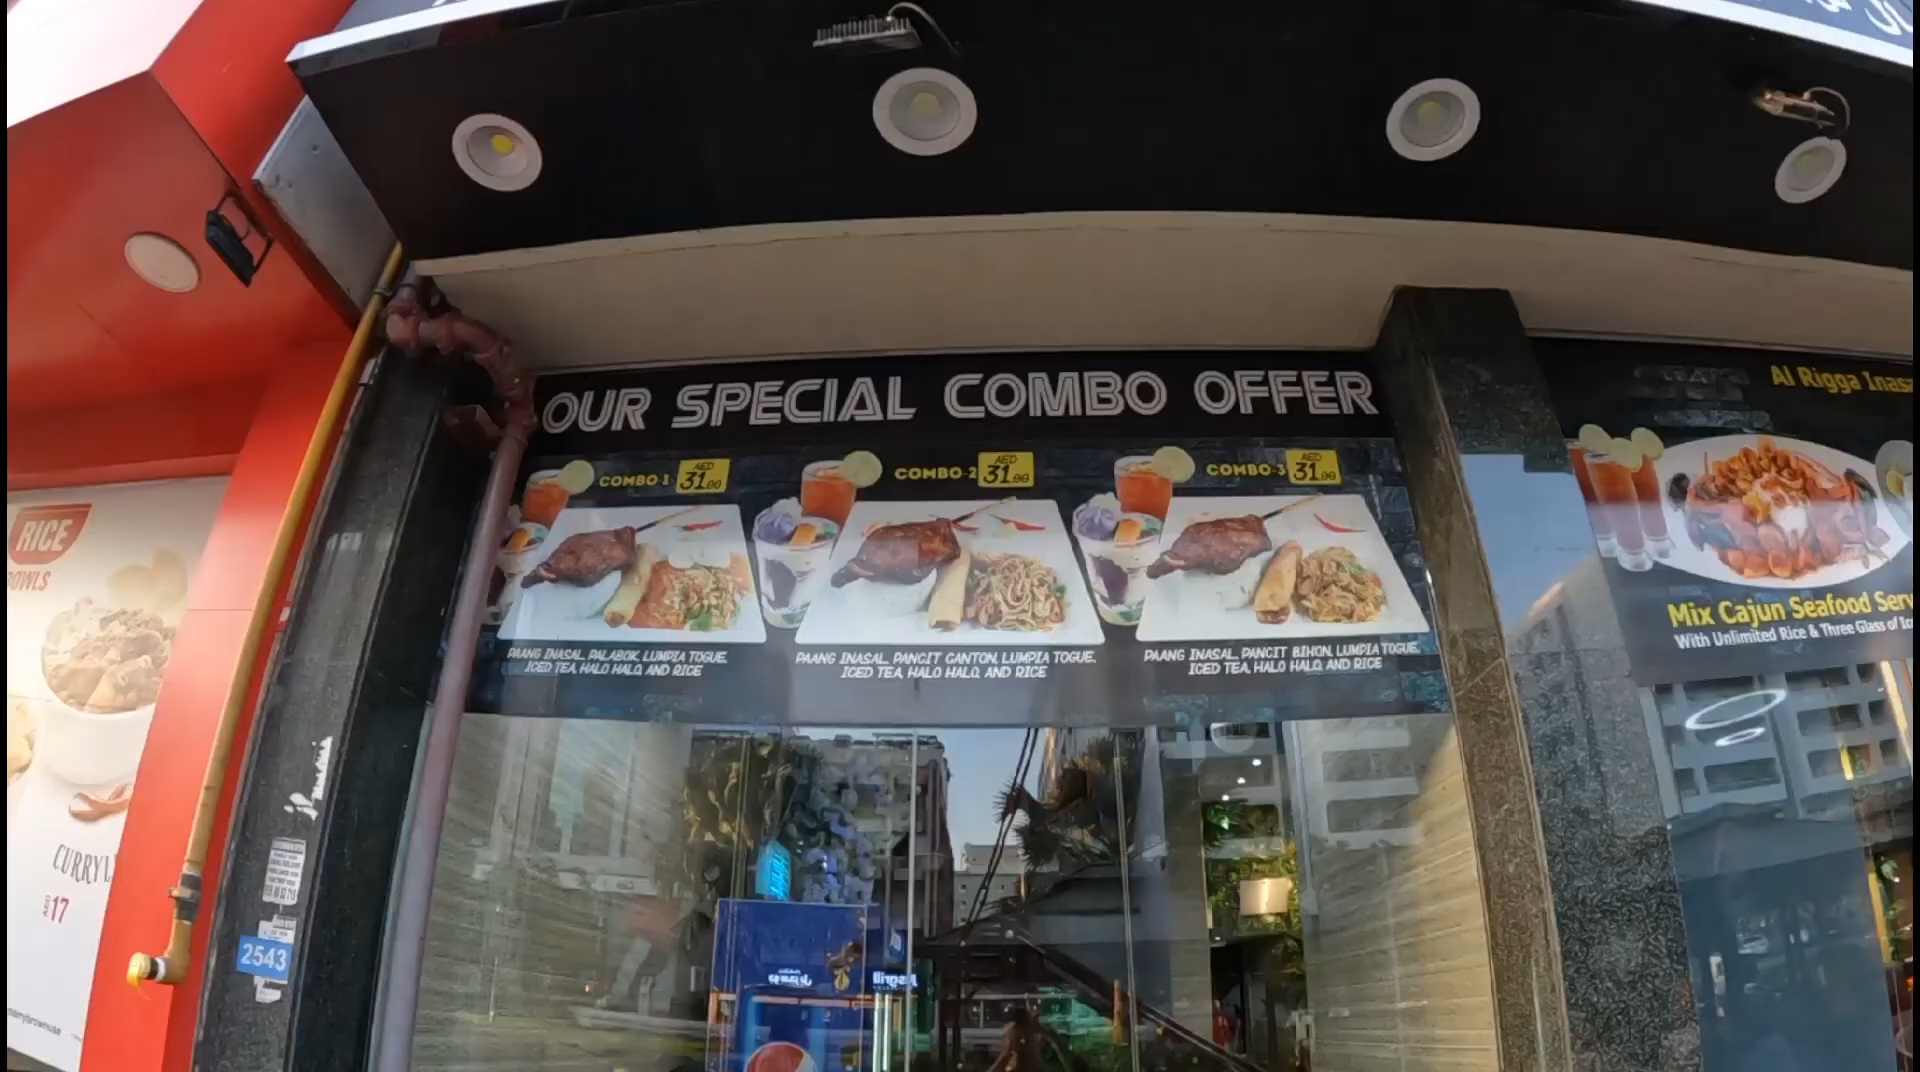 OUR SPECIAL COMBO OFFER
COMBO 1 AED 31.00
COMBO 2 AED 31.00
COMBO 3 AED 31.00
PAANG INASAL, PALABOK, LUMPIA TOGUE,
ICED TEA, HALO HALO, AND RICE
PAANG INASAL, PANCIT CANTON, LUMPIA TOGUE,
ICED TEA, HALO HALO, AND RICE
PAANG INASAL, PANCIT BIHON, LUMPIA TOGUE,
ICED TEA, HALO HALO, AND RICE
Al Rigga Inasa
Mix Cajun Seafood Serv
With Unlimited Rice & Three Glass of Ic
RICE
BOWLS
CURRY
AED 17
2543